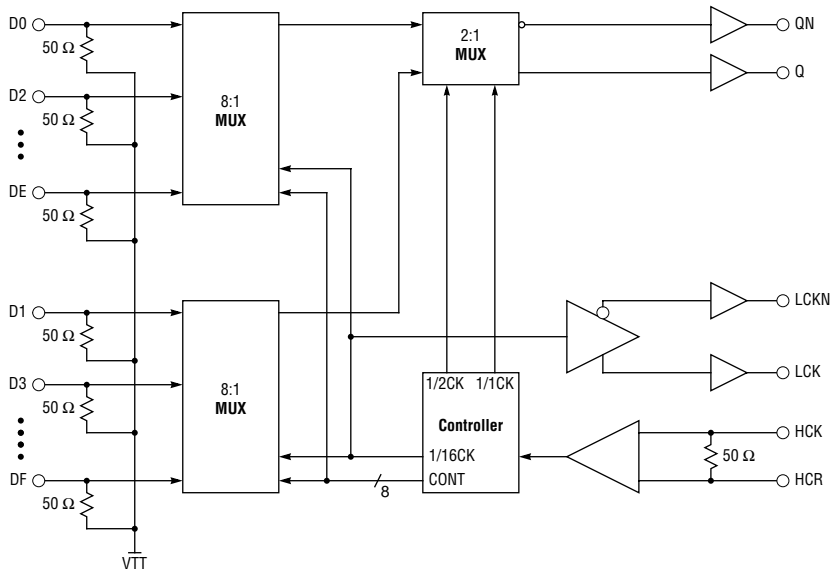 D0
50 Ω
D2
50 Ω
DE
50 Ω
8:1
MUX
2:1
MUX
QN
Q
D1
50 Ω
D3
50 Ω
DF
50 Ω
VTT
8:1
MUX
1/2CK 1/1CK
Controller
1/16CK
CONT
8
LCKN
LCK
HCK
50 Ω
HCR